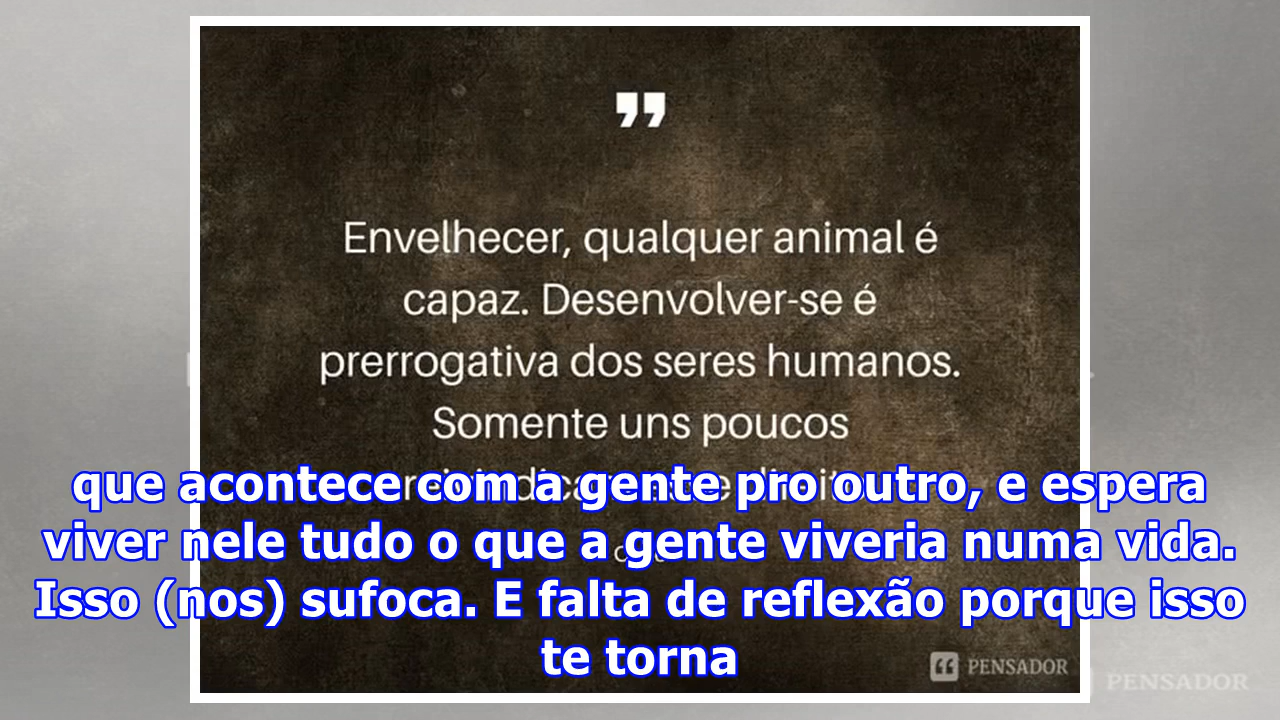 ”
Envelhecer, qualquer animal é
capaz. Desenvolver-se é
prerrogativa dos seres humanos.
Somente uns poucos
que acontece com a gente pro outro, e espera
viver nele tudo o que a gente viveria numa vida.
Isso (nos) sufoca. E falta de reflexão porque isso
te torna
PENSADOR
PENSADOR